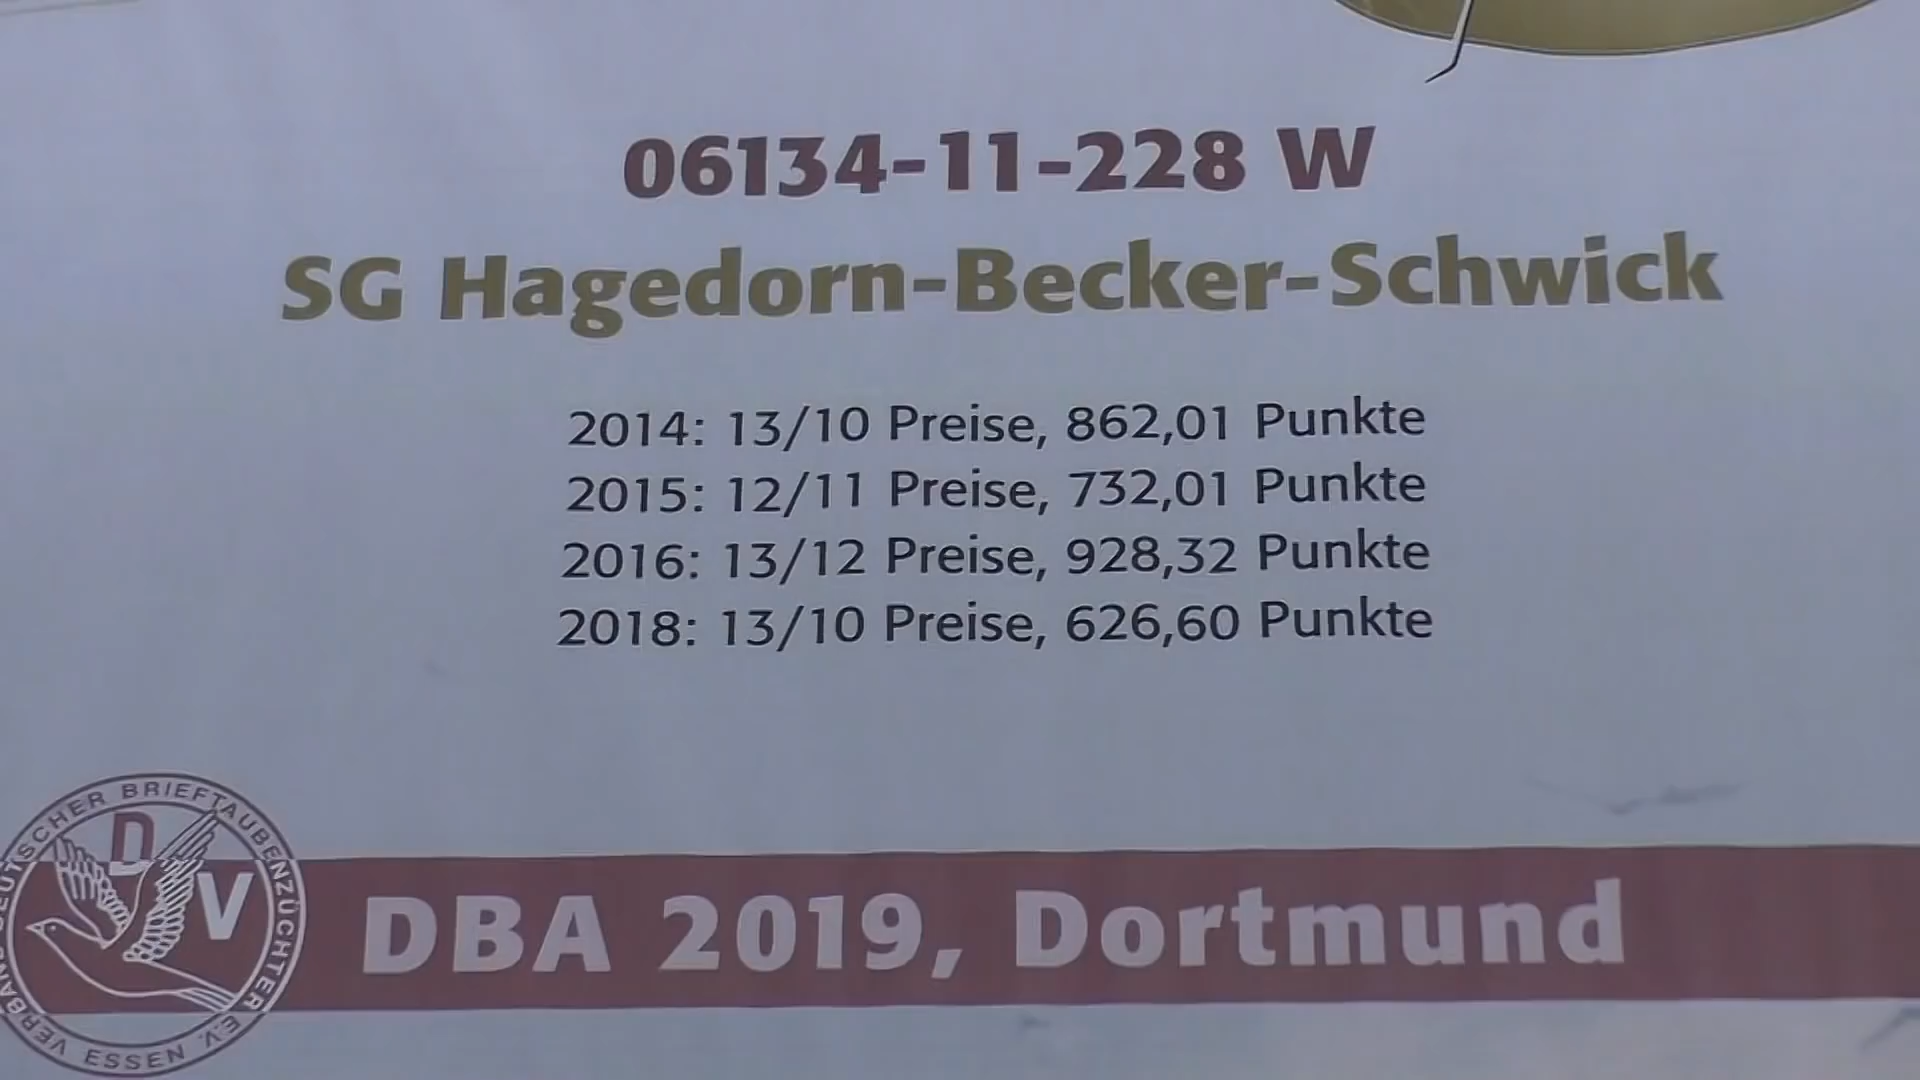 06134-11-228 W
SG Hagedorn-Becker-Schwick
2014: 13/10 Preise, 862,01 Punkte
2015: 12/11 Preise, 732,01 Punkte
2016: 13/12 Preise, 928,32 Punkte
2018: 13/10 Preise, 626,60 Punkte
VERBAND DEUTSCHER BRIEFTAUBENZÜCHTER E.V. ESSEN
D V
DBA 2019, Dortmund